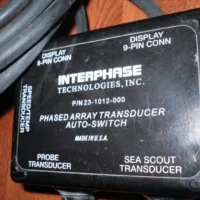 DISPLAY
8-PIN CONN
DISPLAY
9-PIN CONN
SPEED/TEMP
TRANSDUCER
INTERPHASE
TECHNOLOGIES, INC.
P/N 23-1012-000
PHASED ARRAY TRANSDUCER
AUTO-SWITCH
MADE IN U.S.A.
PROBE
TRANSDUCER
SEA SCOUT
TRANSDUCER